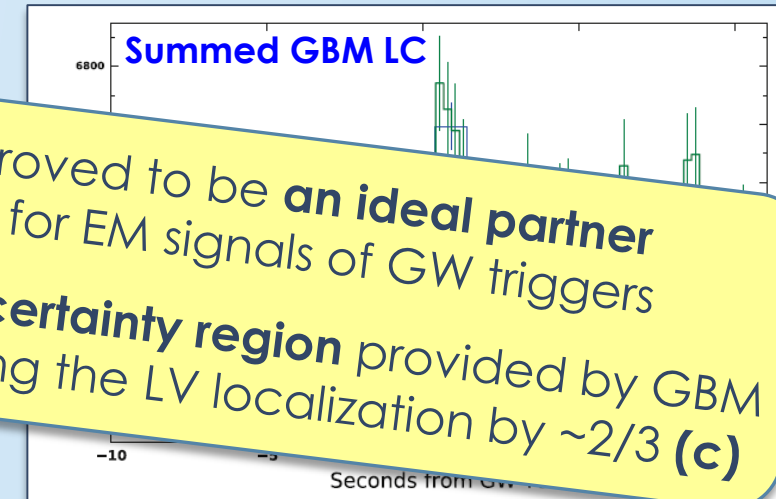 Summed GBM LC
6800
roved to be an ideal partner
for EM signals of GW triggers
certainty region provided by GBM
ng the LV localization by ~2/3 (c)
−10
−5
Seconds from GW